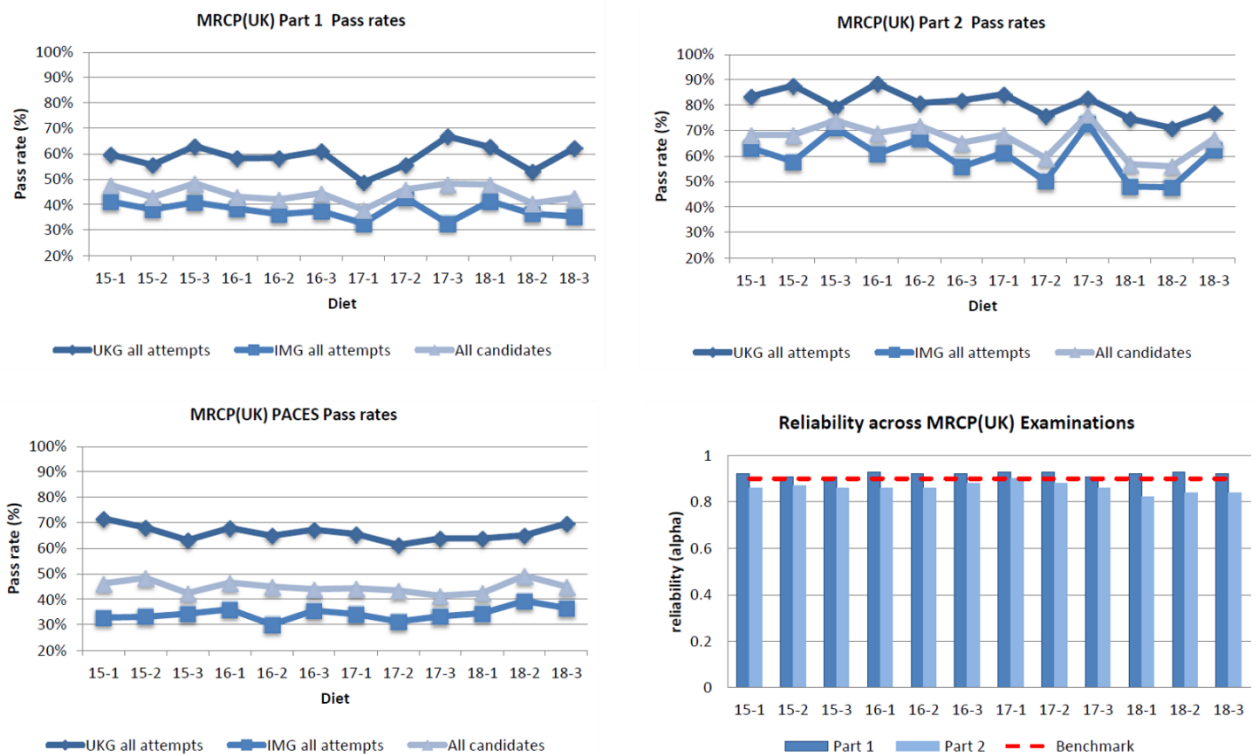 MRCP(UK) Part 1 Pass rates
100%
90%
80%
70%
60%
50%
40%
30%
20%
Pass rate (%)
15-1 15-2 15-3 16-1 16-2 16-3 17-1 17-2 17-3 18-1 18-2 18-3
Diet
UKG all attempts IMG all attempts All candidates
MRCP(UK) Part 2 Pass rates
100%
90%
80%
70%
60%
50%
40%
30%
20%
Pass rate (%)
15-1 15-2 15-3 16-1 16-2 16-3 17-1 17-2 17-3 18-1 18-2 18-3
Diet
UKG all attempts IMG all attempts All candidates
MRCP(UK) PACES Pass rates
100%
90%
80%
70%
60%
50%
40%
30%
20%
Pass rate (%)
15-1 15-2 15-3 16-1 16-2 16-3 17-1 17-2 17-3 18-1 18-2 18-3
Diet
UKG all attempts IMG all attempts All candidates
Reliability across MRCP(UK) Examinations
1
0.8
0.6
0.4
0.2
0
reliability (alpha)
15-1 15-2 15-3 16-1 16-2 16-3 17-1 17-2 17-3 18-1 18-2 18-3
Part 1 Part 2 Benchmark